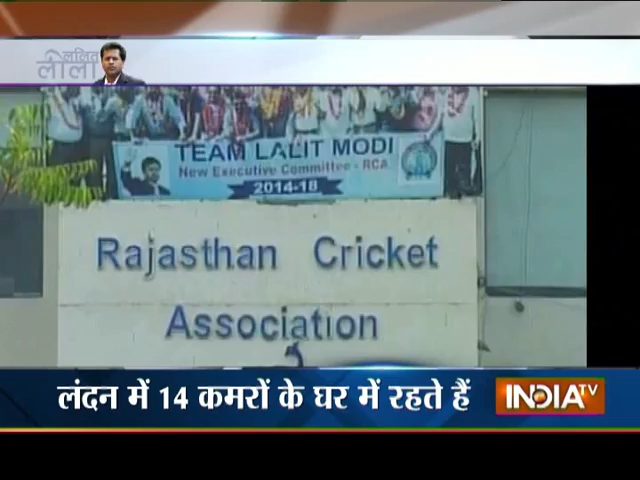 ललित
लीला
TEAM LALIT MODI
New Executive Committee - RCA
2014-18
Rajasthan Cricket
Association
लंदन में 14 कमरों के घर में रहते हैं
INDIA TV